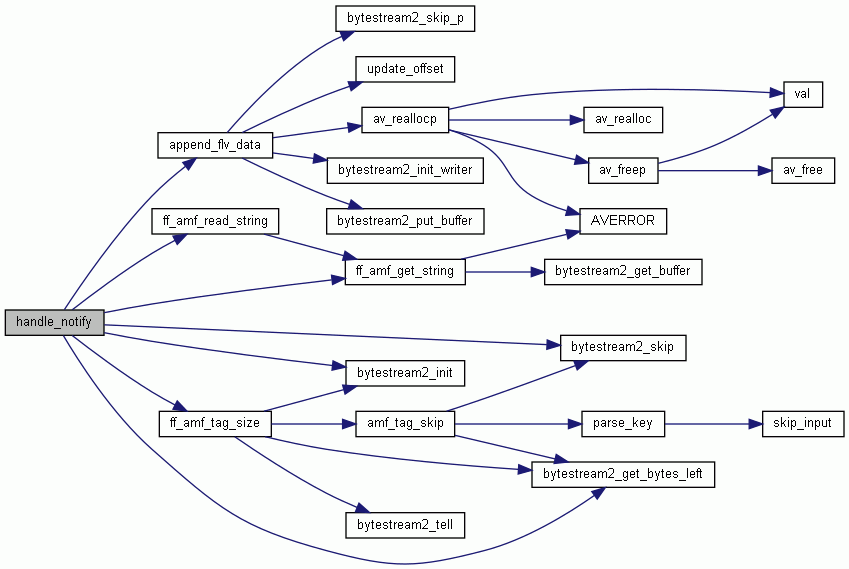 bytestream2_skip_p
update_offset
val
av_reallocp
av_realloc
append_flv_data
bytestream2_init_writer
av_freep
av_free
ff_amf_read_string
bytestream2_put_buffer
AVERROR
ff_amf_get_string
bytestream2_get_buffer
handle_notify
bytestream2_skip
bytestream2_init
ff_amf_tag_size
amf_tag_skip
parse_key
skip_input
bytestream2_get_bytes_left
bytestream2_tell